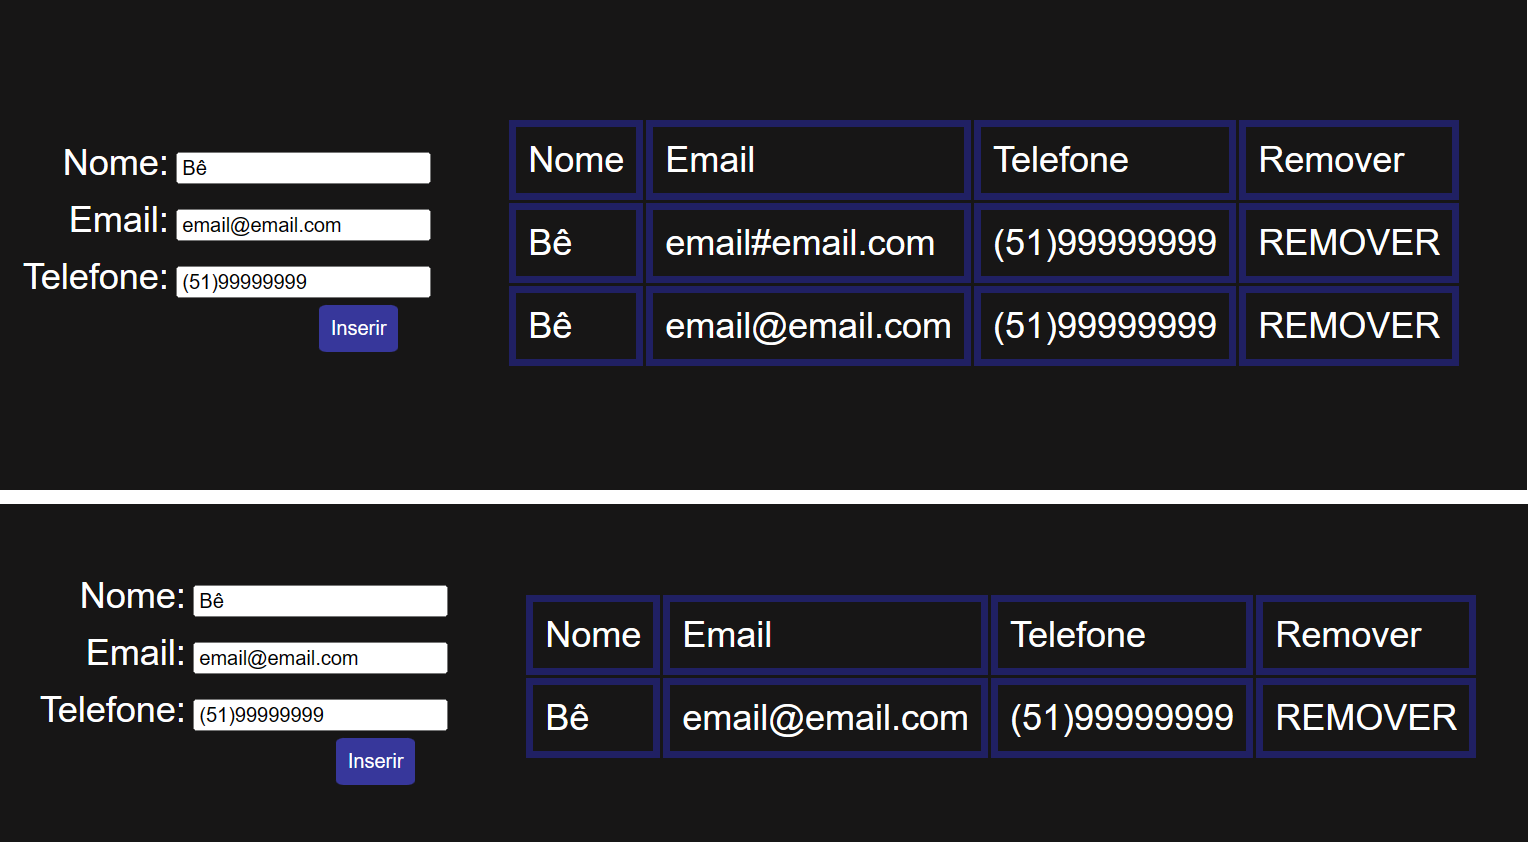 Nome: Bê
Email: email@email.com
Telefone: (51)99999999
Inserir
Nome Email Telefone Remover
Bê email#email.com (51)99999999 REMOVER
Bê email@email.com (51)99999999 REMOVER
Nome: Bê
Email: email@email.com
Telefone: (51)99999999
Inserir
Nome Email Telefone Remover
Bê email@email.com (51)99999999 REMOVER